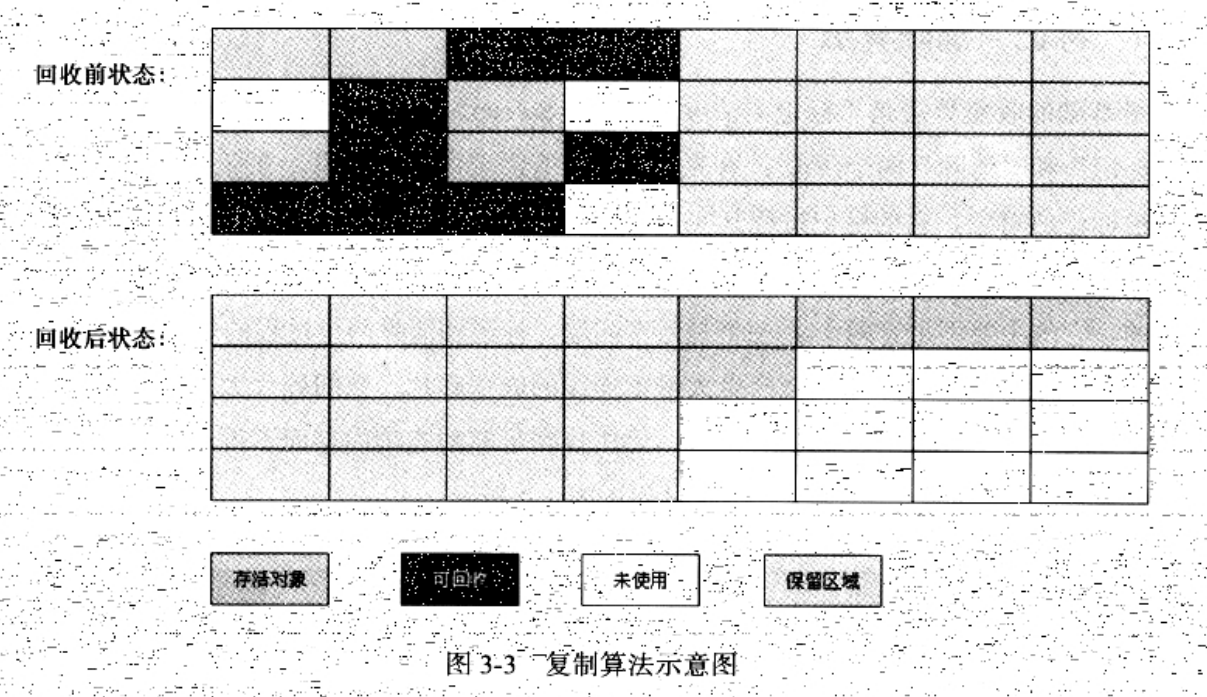 回收前状态：
回收后状态：
存活对象
可回收
未使用
保留区域
图 3-3 复制算法示意图